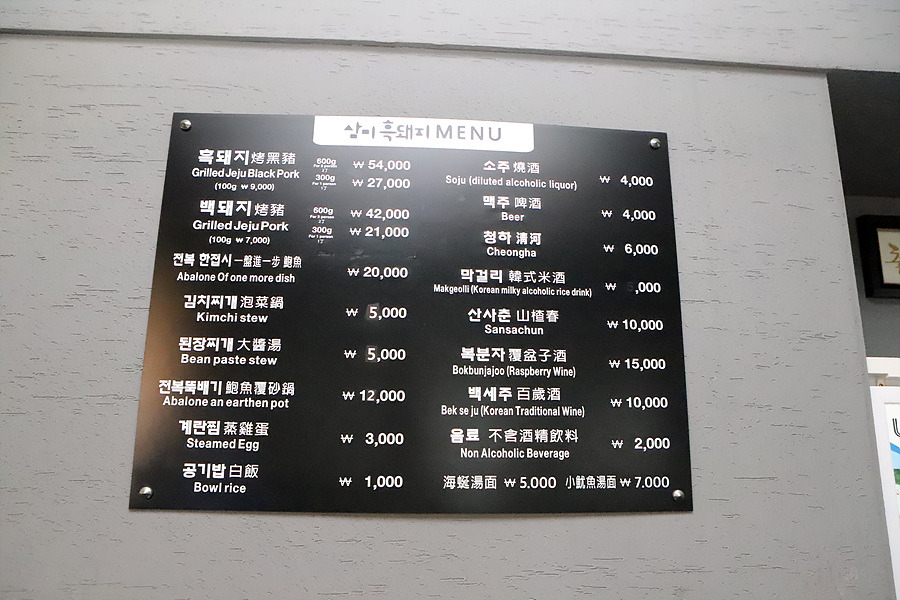 삼미 흑돼지 MENU
흑돼지 烤黑豬 600g ₩ 54,000
Grilled Jeju Black Pork 300g ₩ 27,000
(100g ₩ 9,000)
백돼지 烤豬 600g ₩ 42,000
Grilled Jeju Pork 300g ₩ 21,000
(100g ₩ 7,000)
전복 한접시 一盤進一步 鮑魚
Abalone Of one more dish ₩ 20,000
김치찌개 泡菜鍋
Kimchi stew ₩ 5,000
된장찌개 大醬湯
Bean paste stew ₩ 5,000
전복뚝배기 鮑魚覆砂鍋
Abalone an earthen pot ₩ 12,000
계란찜 蒸雞蛋
Steamed Egg ₩ 3,000
공기밥 白飯
Bowl rice ₩ 1,000
소주 燒酒
Soju (diluted alcoholic liquor) ₩ 4,000
맥주 啤酒
Beer ₩ 4,000
청하 清河
Cheongha ₩ 6,000
막걸리 韓式米酒
Makgeolli (Korean milky alcoholic rice drink) ₩ ,000
산사춘 山楂春
Sansachun ₩ 10,000
복분자 覆盆子酒
Bokbunjajoo (Raspberry Wine) ₩ 15,000
백세주 百歲酒
Bek se ju (Korean Traditional Wine) ₩ 10,000
음료 不含酒精飲料
Non Alcoholic Beverage ₩ 2,000
海蜒湯面 ₩ 5.000 小魷魚湯面 ₩ 7.000